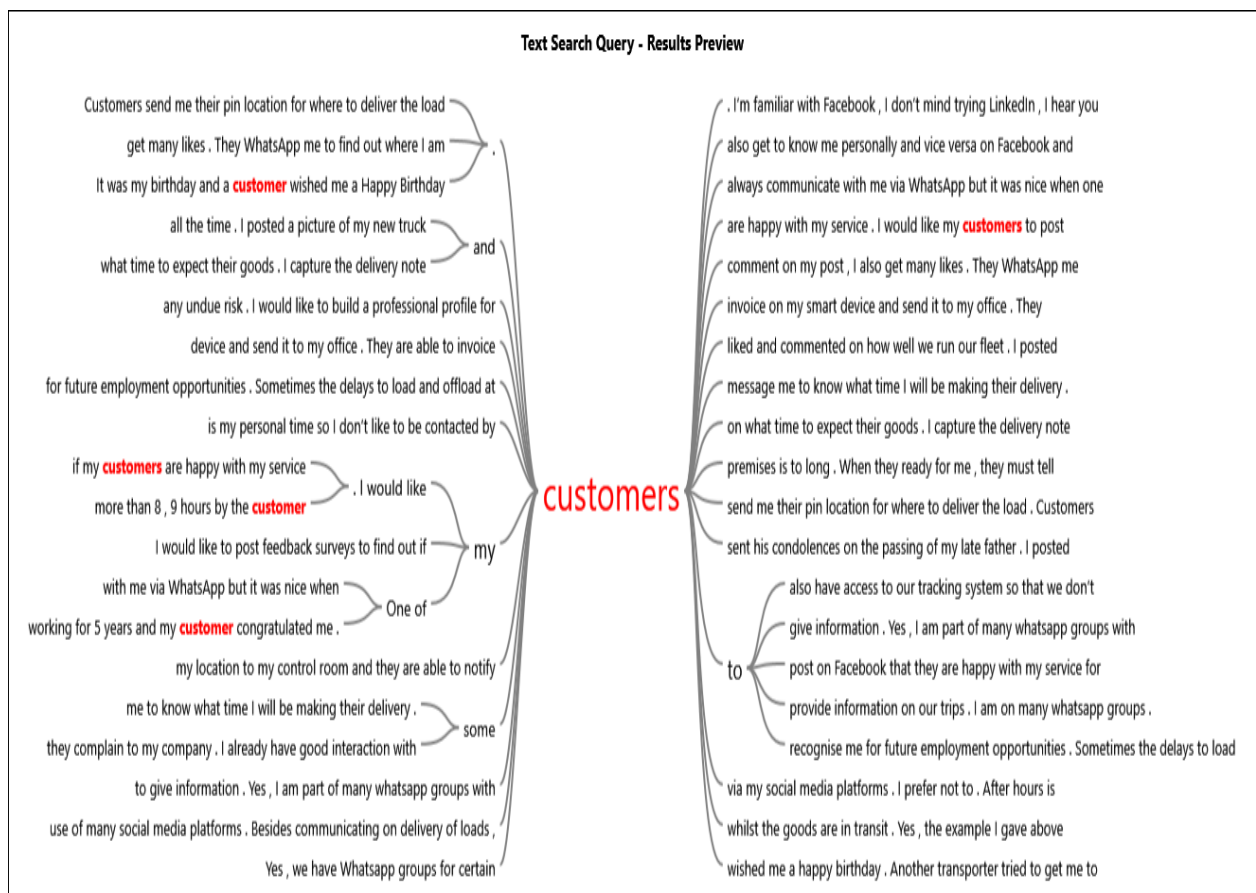 Text Search Query - Results Preview
Customers send me their pin location for where to deliver the load
get many likes . They WhatsApp me to find out where I am
It was my birthday and a customer wished me a Happy Birthday
.
all the time . I posted a picture of my new truck
what time to expect their goods . I capture the delivery note
and
any undue risk . I would like to build a professional profile for
device and send it to my office . They are able to invoice
for future employment opportunities . Sometimes the delays to load and offload at
is my personal time so I don't like to be contacted by
if my customers are happy with my service
more than 8 , 9 hours by the customer
. I would like
I would like to post feedback surveys to find out if
my
with me via WhatsApp but it was nice when
working for 5 years and my customer congratulated me .
One of
my location to my control room and they are able to notify
me to know what time I will be making their delivery .
they complain to my company . I already have good interaction with
some
to give information . Yes , I am part of many whatsapp groups with
use of many social media platforms . Besides communicating on delivery of loads ,
Yes , we have Whatsapp groups for certain
customers
. I'm familiar with Facebook , I don't mind trying LinkedIn , I hear you
also get to know me personally and vice versa on Facebook and
always communicate with me via WhatsApp but it was nice when one
are happy with my service . I would like my customers to post
comment on my post , I also get many likes . They WhatsApp me
invoice on my smart device and send it to my office . They
liked and commented on how well we run our fleet . I posted
message me to know what time I will be making their delivery .
on what time to expect their goods . I capture the delivery note
premises is to long . When they ready for me , they must tell
send me their pin location for where to deliver the load . Customers
sent his condolences on the passing of my late father . I posted
to
also have access to our tracking system so that we don't
give information . Yes , I am part of many whatsapp groups with
post on Facebook that they are happy with my service for
provide information on our trips . I am on many whatsapp groups .
recognise me for future employment opportunities . Sometimes the delays to load
via my social media platforms . I prefer not to . After hours is
whilst the goods are in transit . Yes , the example I gave above
wished me a happy birthday . Another transporter tried to get me to